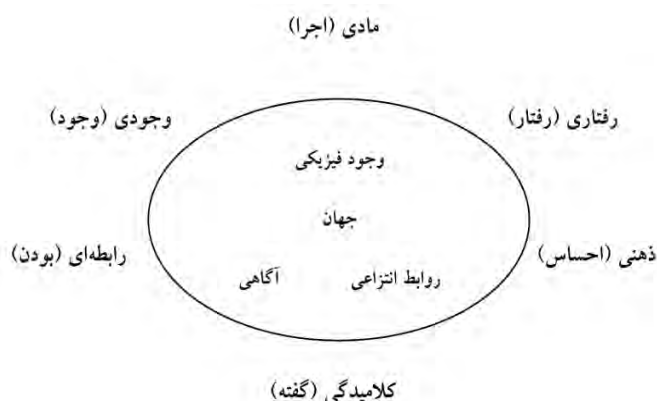 مادی (اجرا)
رفتاری (رفتار)
وجودی (وجود)
وجود فیزیکی
جهان
ذهنی (احساس)
رابطه‌ای (بودن)
روابط انتزاعی
آگاهی
کلامیدگی (گفته)